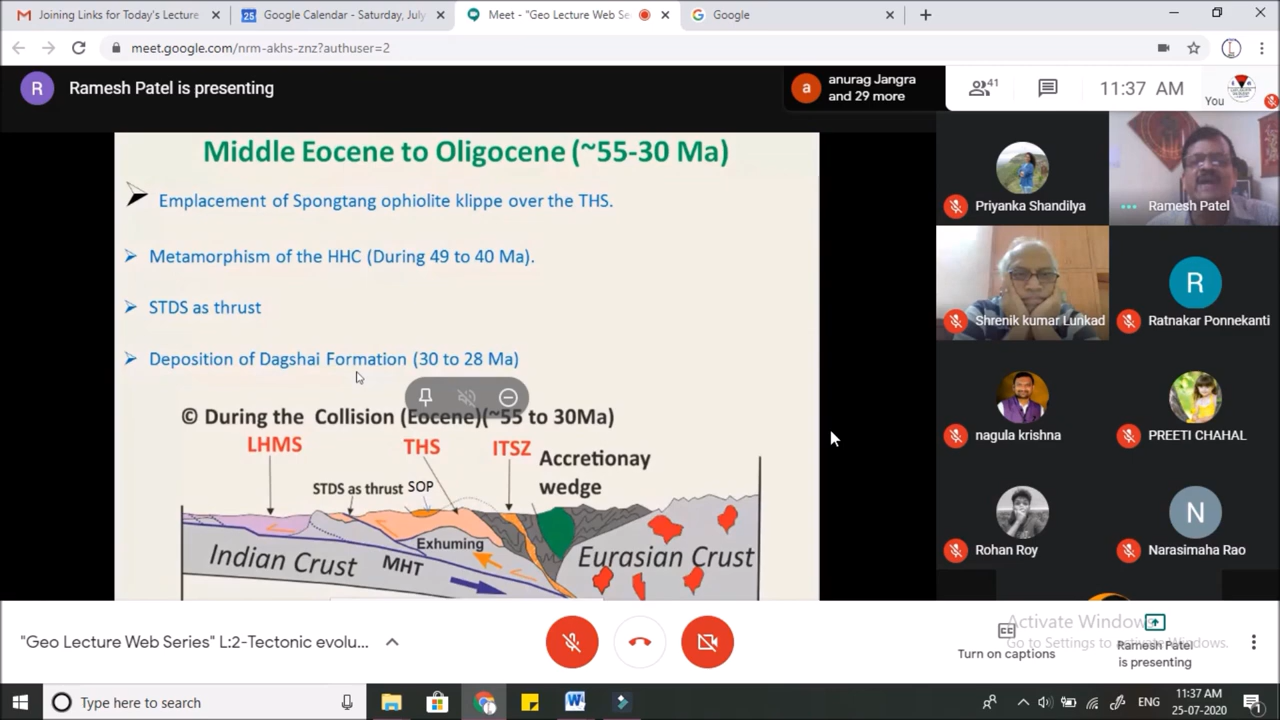 Joining Links for Today's Lecture
Google Calendar - Saturday, July
Meet - "Geo Lecture Web Se
Google
meet.google.com/nrm-akhs-znz?authuser=2
R
Ramesh Patel is presenting
a
anurag Jangra
and 29 more
41
11:37 AM
You
Middle Eocene to Oligocene (~55-30 Ma)
Emplacement of Spongtang ophiolite klippe over the THS.
Metamorphism of the HHC (During 49 to 40 Ma).
STDS as thrust
Deposition of Dagshai Formation (30 to 28 Ma)
© During the Collision (Eocene)(~55 to 30Ma)
LHMS
THS
ITSZ
Accretionay
wedge
STDS as thrust
SOP
Exhuming
Indian Crust
MHT
Eurasian Crust
Priyanka Shandilya
Ramesh Patel
Shrenik kumar Lunkad
R
Ratnakar Ponnekanti
nagula krishna
PREETI CHAHAL
Rohan Roy
N
Narasimaha Rao
"Geo Lecture Web Series" L:2-Tectonic evolu...
Turn on captions
Ramesh Patel
is presenting
Activate Windows
Go to Settings to activate Windows.
Type here to search
ENG
11:37 AM
25-07-2020
1